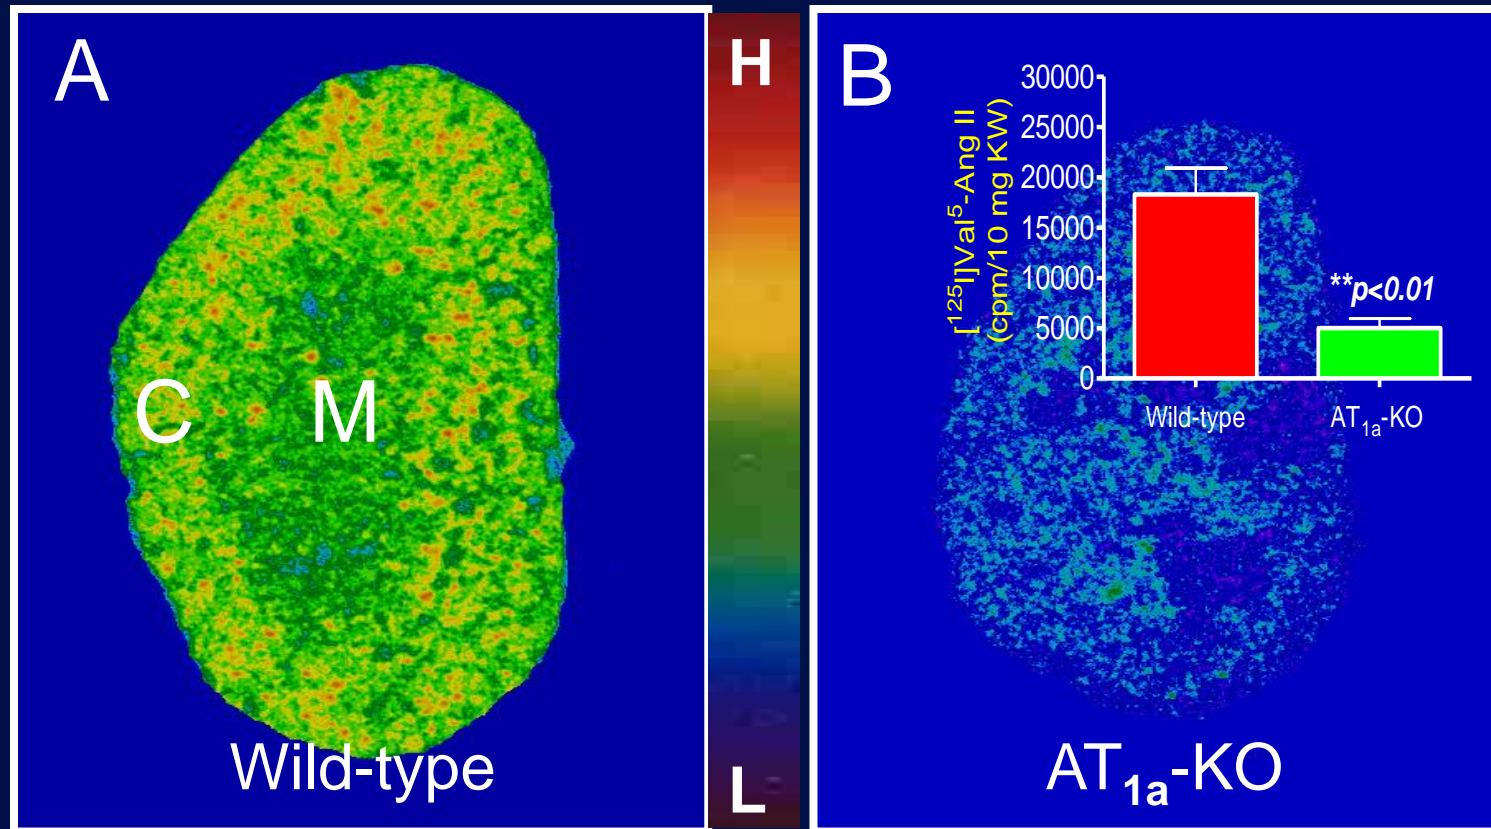 A
C
M
Wild-type
H
L
B
[¹²⁵I]Val⁵-Ang II
(cpm/10 mg KW)
30000
25000
20000
15000
10000
5000
0
**p<0.01
Wild-type
AT₁ₐ-KO
AT₁ₐ-KO